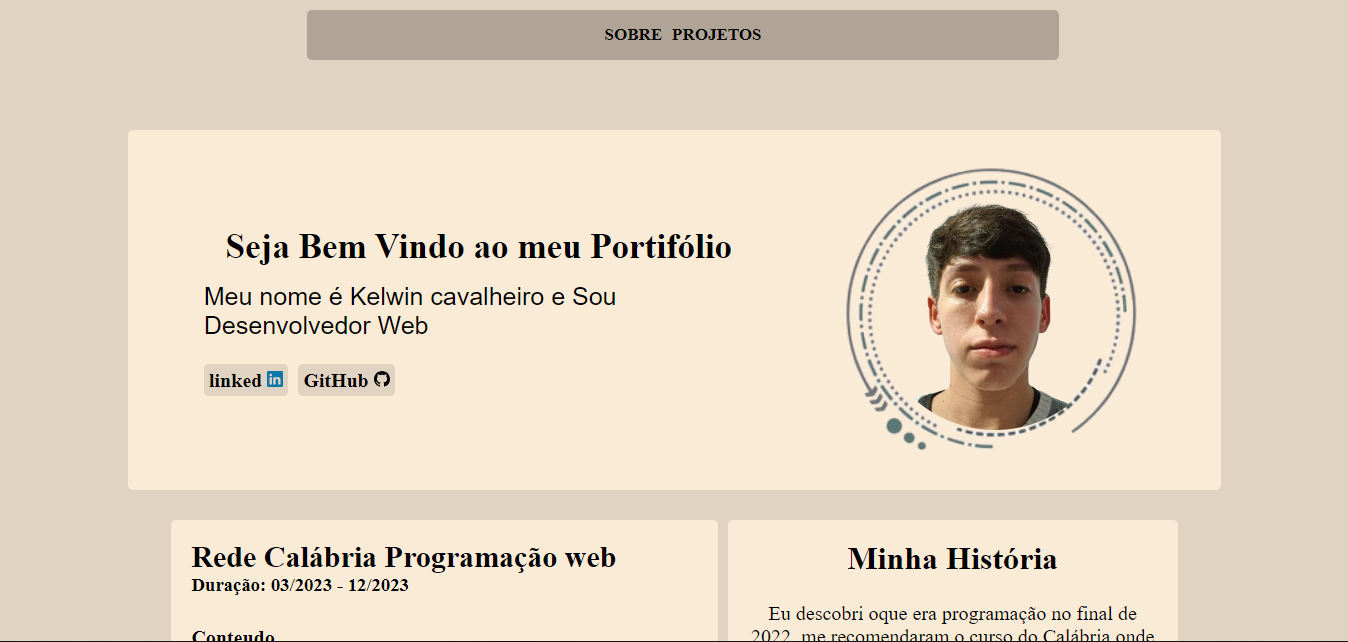 SOBRE PROJETOS
Seja Bem Vindo ao meu Portifólio
Meu nome é Kelwin cavalheiro e Sou
Desenvolvedor Web
linked in GitHub
Rede Calábria Programação web
Duração: 03/2023 - 12/2023
Conteudo
Minha História
Eu descobri oque era programação no final de
2022, me recomendaram o curso do Calábria onde